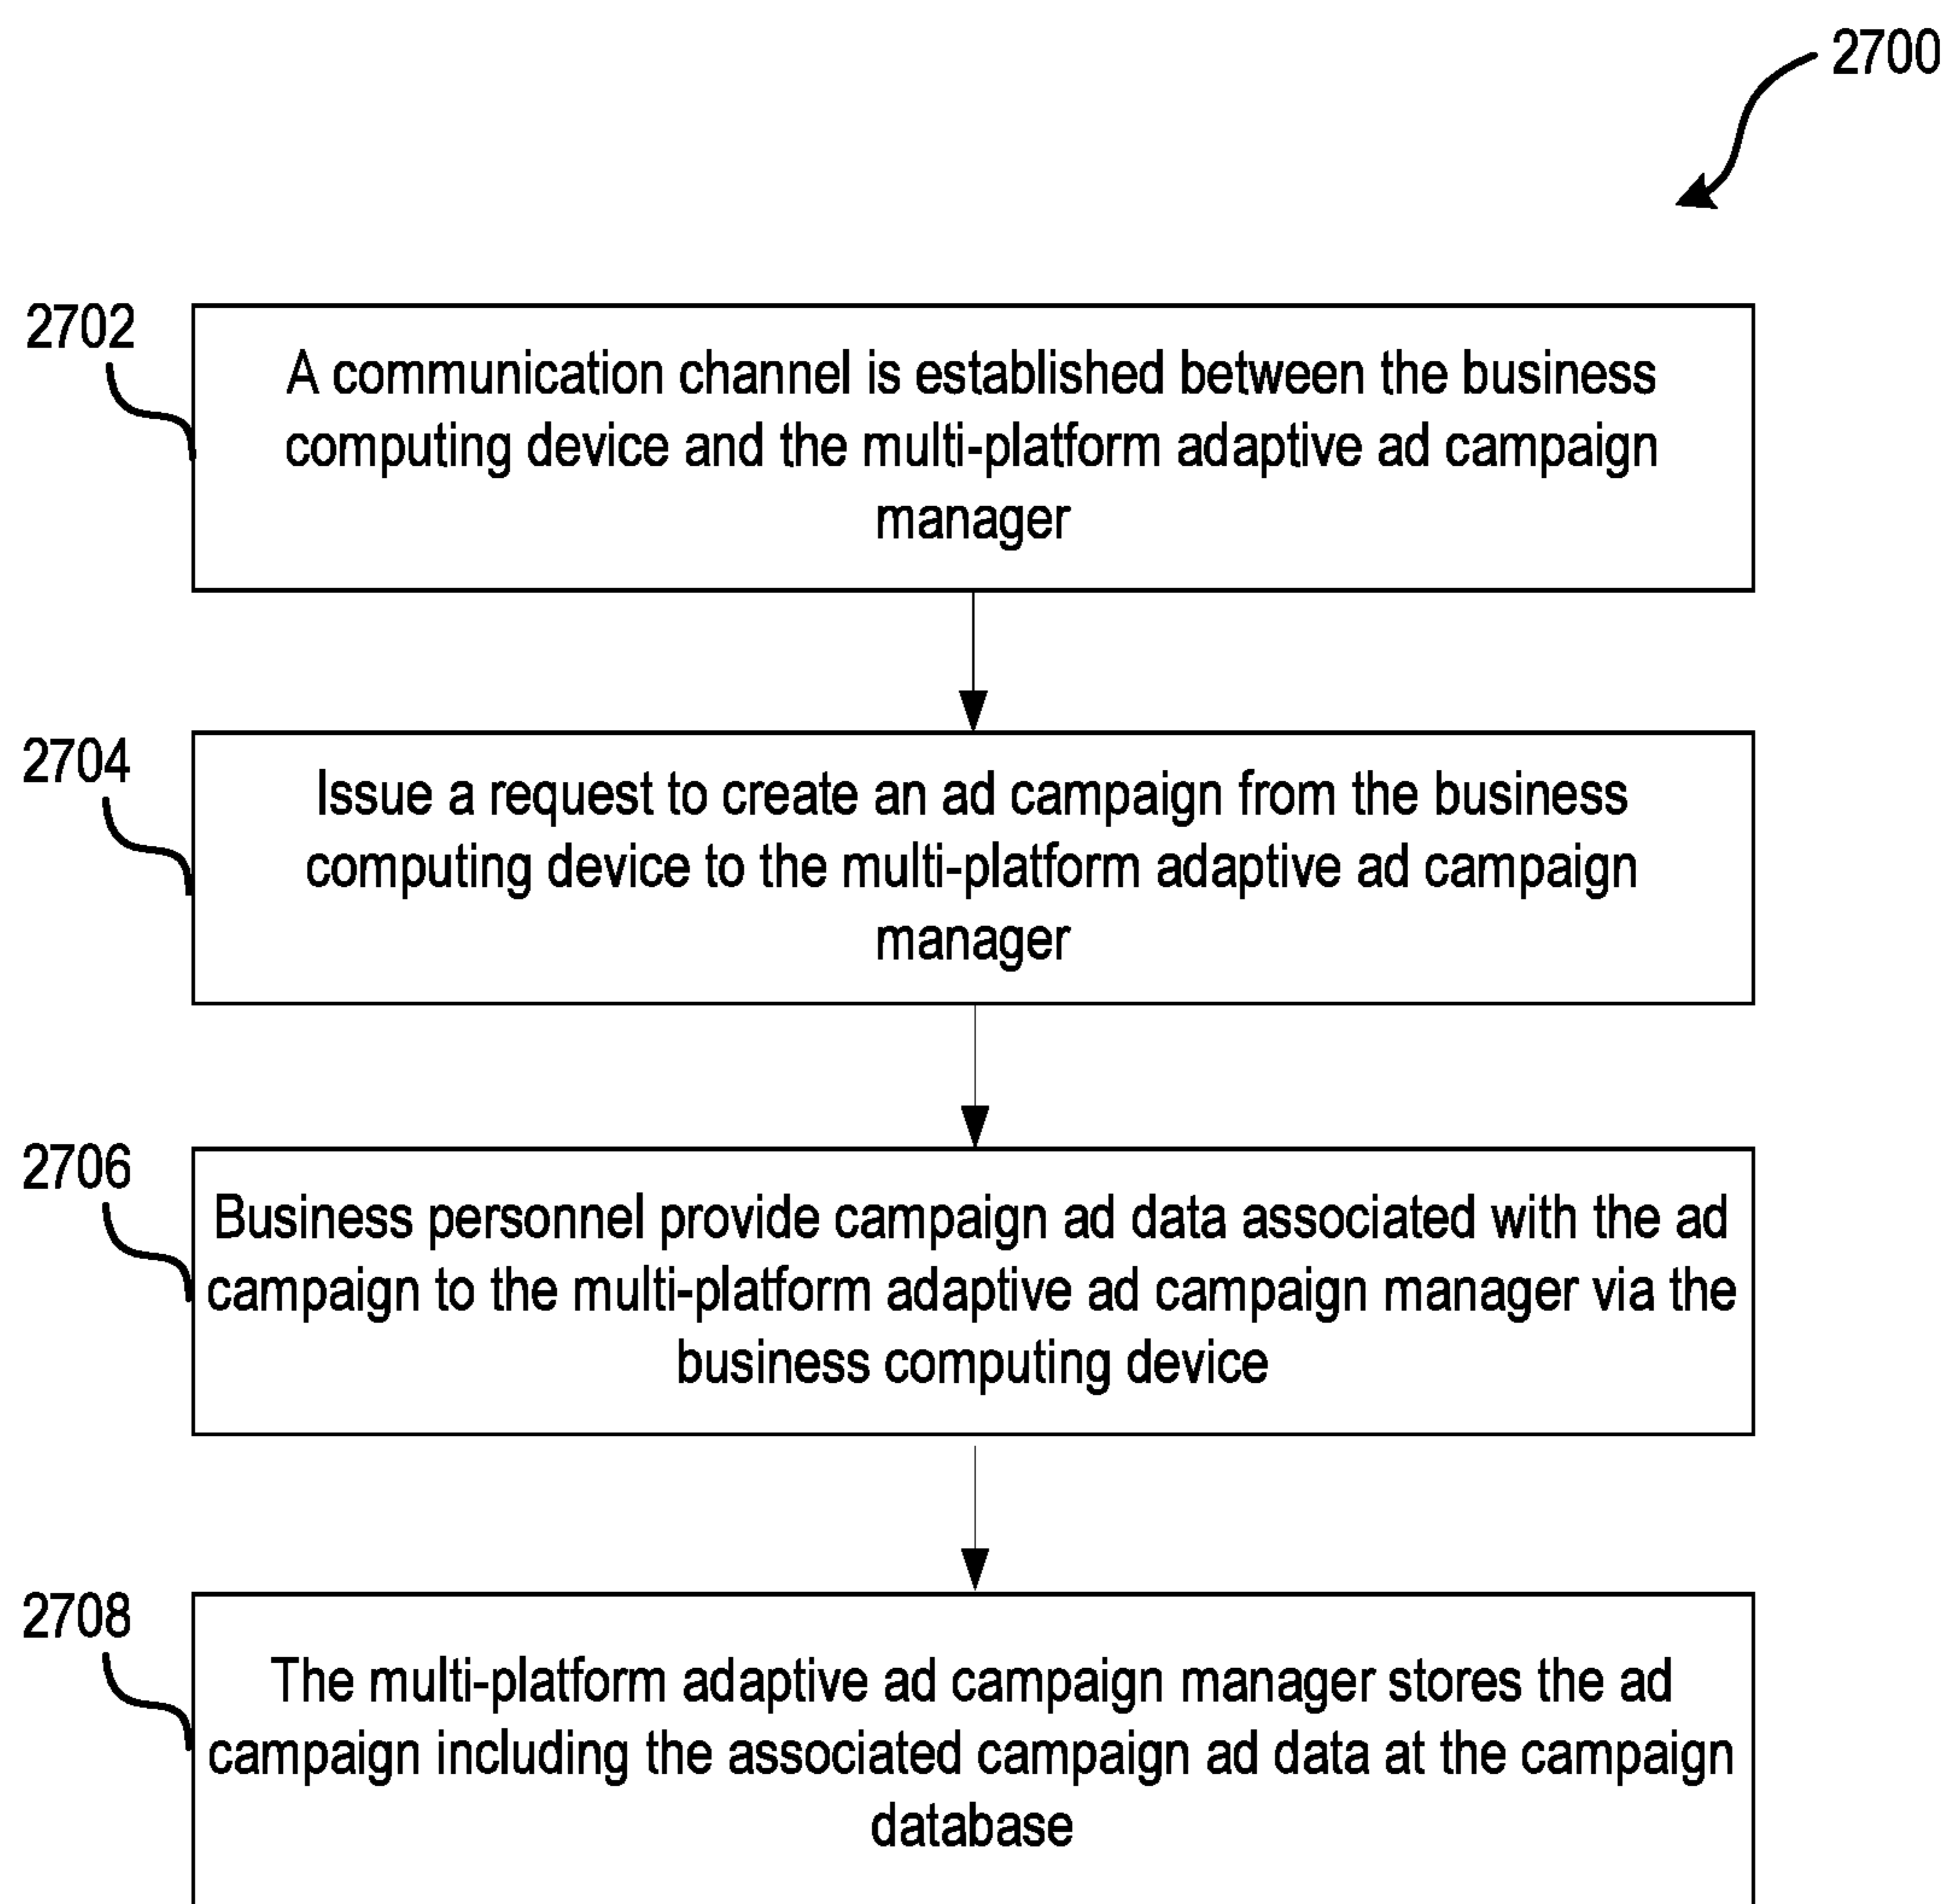 2700
2702
A communication channel is established between the business
computing device and the multi-platform adaptive ad campaign
manager
2704
Issue a request to create an ad campaign from the business
computing device to the multi-platform adaptive ad campaign
manager
2706
Business personnel provide campaign ad data associated with the ad
campaign to the multi-platform adaptive ad campaign manager via the
business computing device
2708
The multi-platform adaptive ad campaign manager stores the ad
campaign including the associated campaign ad data at the campaign
database